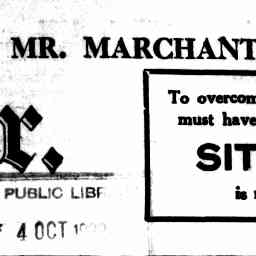 MR. MARCHANT
To overcom
must have
r.
SIT
PUBLIC LIBR
is
4 OCT